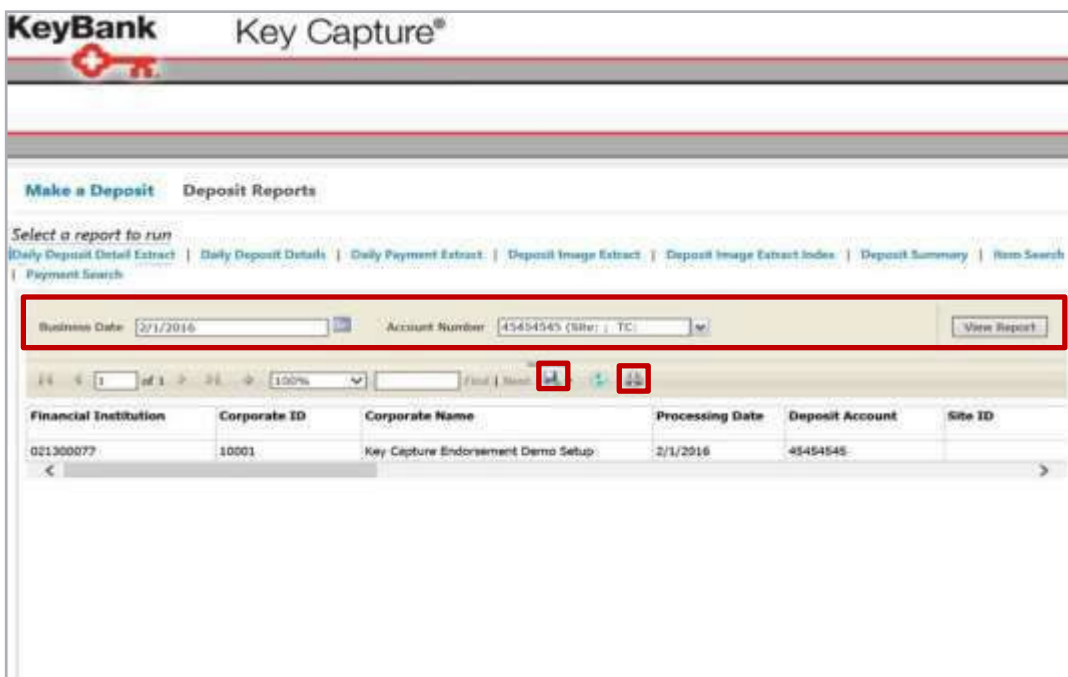 KeyBank Key Capture®
Make a Deposit Deposit Reports
Select a report to run
Daily Deposit Detail Extract | Daily Deposit Details | Daily Payment Extract | Deposit Image Extract | Deposit Image Extract Index | Deposit Summary | Item Search
| Payment Search
Business Date 2/1/2016 Account Number 45454545 (Site: ; TC: View Report
1 of 1 100% Find | Next
Financial Institution Corporate ID Corporate Name Processing Date Deposit Account Site ID
021300077 10001 Key Capture Endorsement Demo Setup 2/1/2016 45454545